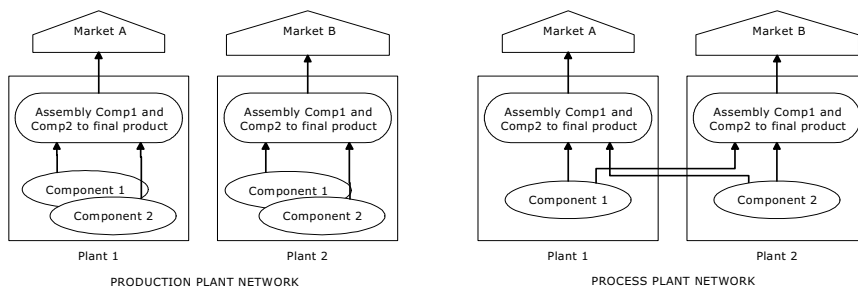 Market A
Market B
Assembly Comp1 and
Comp2 to final product
Assembly Comp1 and
Comp2 to final product
Component 1
Component 2
Component 1
Component 2
Plant 1
Plant 2
PRODUCTION PLANT NETWORK
Market A
Market B
Assembly Comp1 and
Comp2 to final product
Assembly Comp1 and
Comp2 to final product
Component 1
Component 2
Plant 1
Plant 2
PROCESS PLANT NETWORK